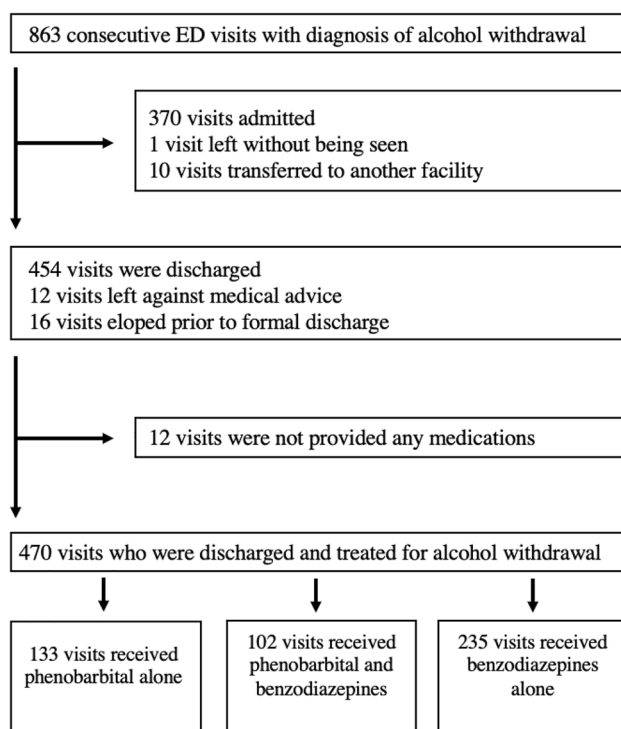 863 consecutive ED visits with diagnosis of alcohol withdrawal
370 visits admitted
1 visit left without being seen
10 visits transferred to another facility
454 visits were discharged
12 visits left against medical advice
16 visits eloped prior to formal discharge
12 visits were not provided any medications
470 visits who were discharged and treated for alcohol withdrawal
133 visits received
phenobarbital alone
102 visits received
phenobarbital and
benzodiazepines
235 visits received
benzodiazepines
alone